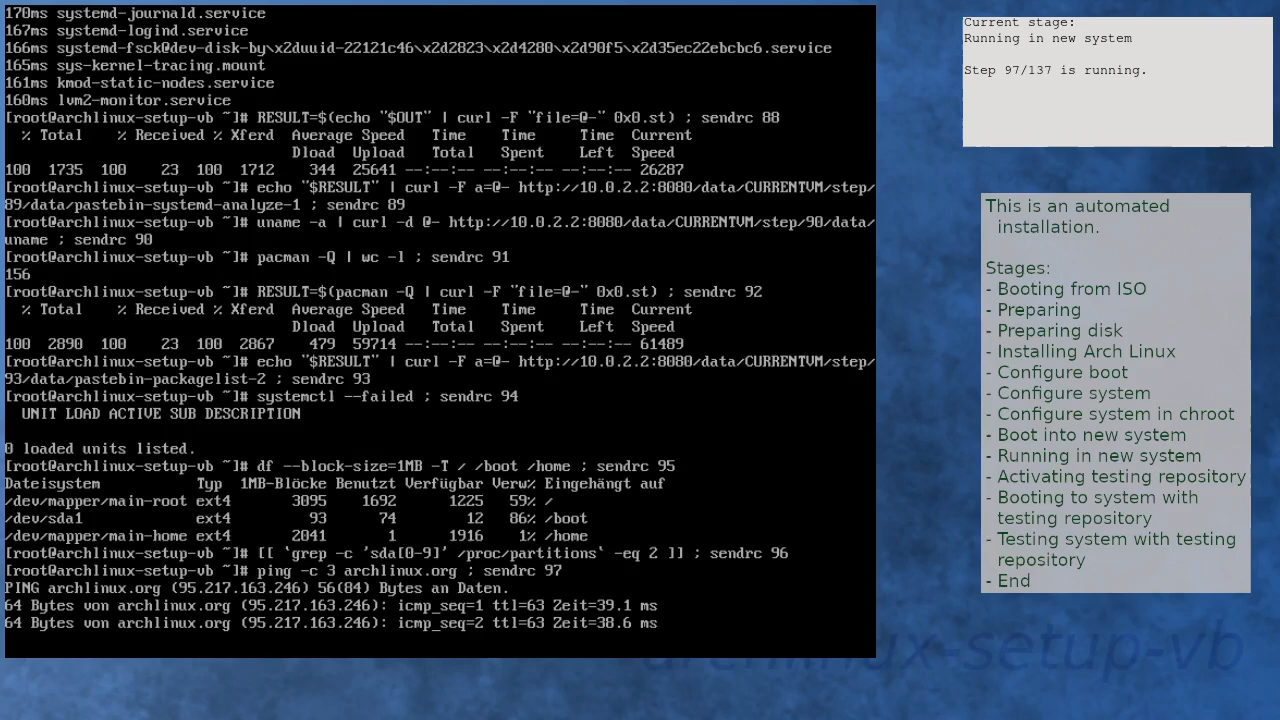 170ms systemd-journald.service
167ms systemd-logind.service
166ms systemd-fsck@dev-disk-by\x2duuid-22121c46\x2d2823\x2d4280\x2d90f5\x2d35ec22ebcbc6.service
165ms sys-kernel-tracing.mount
161ms kmod-static-nodes.service
160ms lvm2-monitor.service
[root@archlinux-setup-vb ~]# RESULT=$(echo "$OUT" | curl -F "file=@-" 0x0.st) ; sendrc 88
% Total % Received % Xferd Average Speed Time Time Time Current
Dload Upload Total Spent Left Speed
100 1735 100 23 100 1712 344 25641 --:--:-- --:--:-- --:--:-- 26287
[root@archlinux-setup-vb ~]# echo "$RESULT" | curl -F a=@- http://10.0.2.2:8080/data/CURRENTVM/step/
89/data/pastebin-systemd-analyze-1 ; sendrc 89
[root@archlinux-setup-vb ~]# uname -a | curl -d @- http://10.0.2.2:8080/data/CURRENTVM/step/90/data/
uname ; sendrc 90
[root@archlinux-setup-vb ~]# pacman -Q | wc -l ; sendrc 91
156
[root@archlinux-setup-vb ~]# RESULT=$(pacman -Q | curl -F "file=@-" 0x0.st) ; sendrc 92
% Total % Received % Xferd Average Speed Time Time Time Current
Dload Upload Total Spent Left Speed
100 2890 100 23 100 2867 479 59714 --:--:-- --:--:-- --:--:-- 61489
[root@archlinux-setup-vb ~]# echo "$RESULT" | curl -F a=@- http://10.0.2.2:8080/data/CURRENTVM/step/
93/data/pastebin-packagelist-2 ; sendrc 93
[root@archlinux-setup-vb ~]# systemctl --failed ; sendrc 94
UNIT LOAD ACTIVE SUB DESCRIPTION
0 loaded units listed.
[root@archlinux-setup-vb ~]# df --block-size=1MB -T / /boot /home ; sendrc 95
Dateisystem Typ 1MB-Blöcke Benutzt Verfügbar Verw% Eingehängt auf
/dev/mapper/main-root ext4 3095 1692 1225 59% /
/dev/sda1 ext4 93 74 12 86% /boot
/dev/mapper/main-home ext4 2041 1 1916 1% /home
[root@archlinux-setup-vb ~]# [[ `grep -c 'sda[0-9]' /proc/partitions` -eq 2 ]] ; sendrc 96
[root@archlinux-setup-vb ~]# ping -c 3 archlinux.org ; sendrc 97
PING archlinux.org (95.217.163.246) 56(84) Bytes an Daten.
64 Bytes von archlinux.org (95.217.163.246): icmp_seq=1 ttl=63 Zeit=39.1 ms
64 Bytes von archlinux.org (95.217.163.246): icmp_seq=2 ttl=63 Zeit=38.6 ms
Current stage:
Running in new system
Step 97/137 is running.
This is an automated
installation.
Stages:
- Booting from ISO
- Preparing
- Preparing disk
- Installing Arch Linux
- Configure boot
- Configure system
- Configure system in chroot
- Boot into new system
- Running in new system
- Activating testing repository
- Booting to system with
testing repository
- Testing system with testing
repository
- End
archlinux-setup-vb